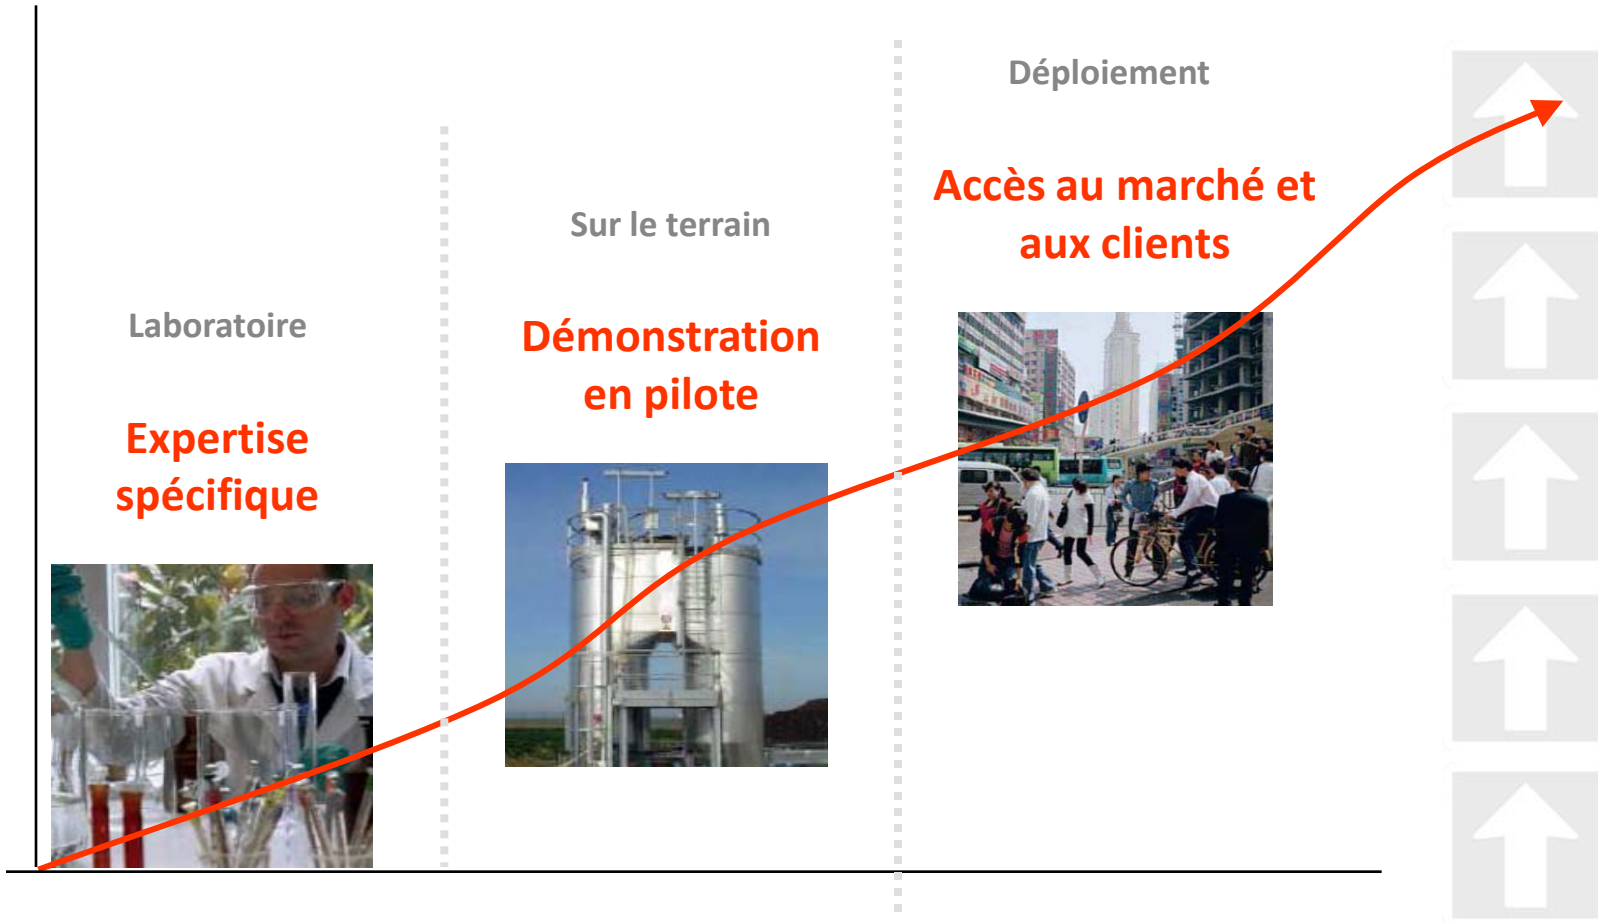 Laboratoire
Expertise
spécifique
Sur le terrain
Démonstration
en pilote
Déploiement
Accès au marché et
aux clients